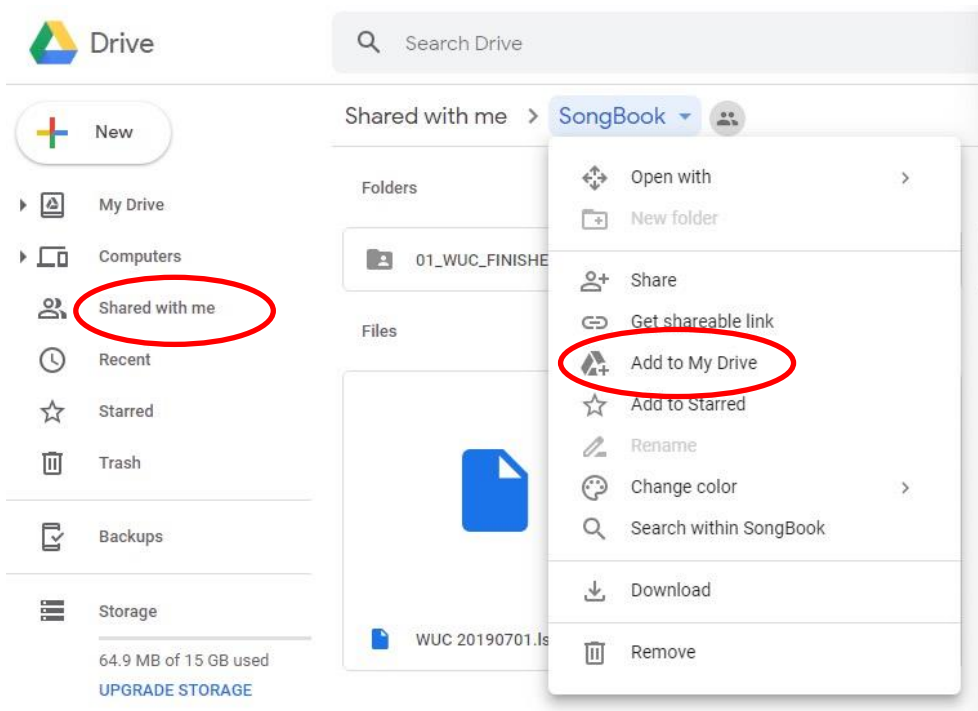 Drive
Search Drive
New
My Drive
Computers
Shared with me
Recent
Starred
Trash
Backups
Storage
64.9 MB of 15 GB used
UPGRADE STORAGE
Shared with me > SongBook
Folders
01_WUC_FINISHE
Files
WUC 20190701.ls
Open with
New folder
Share
Get shareable link
Add to My Drive
Add to Starred
Rename
Change color
Search within SongBook
Download
Remove